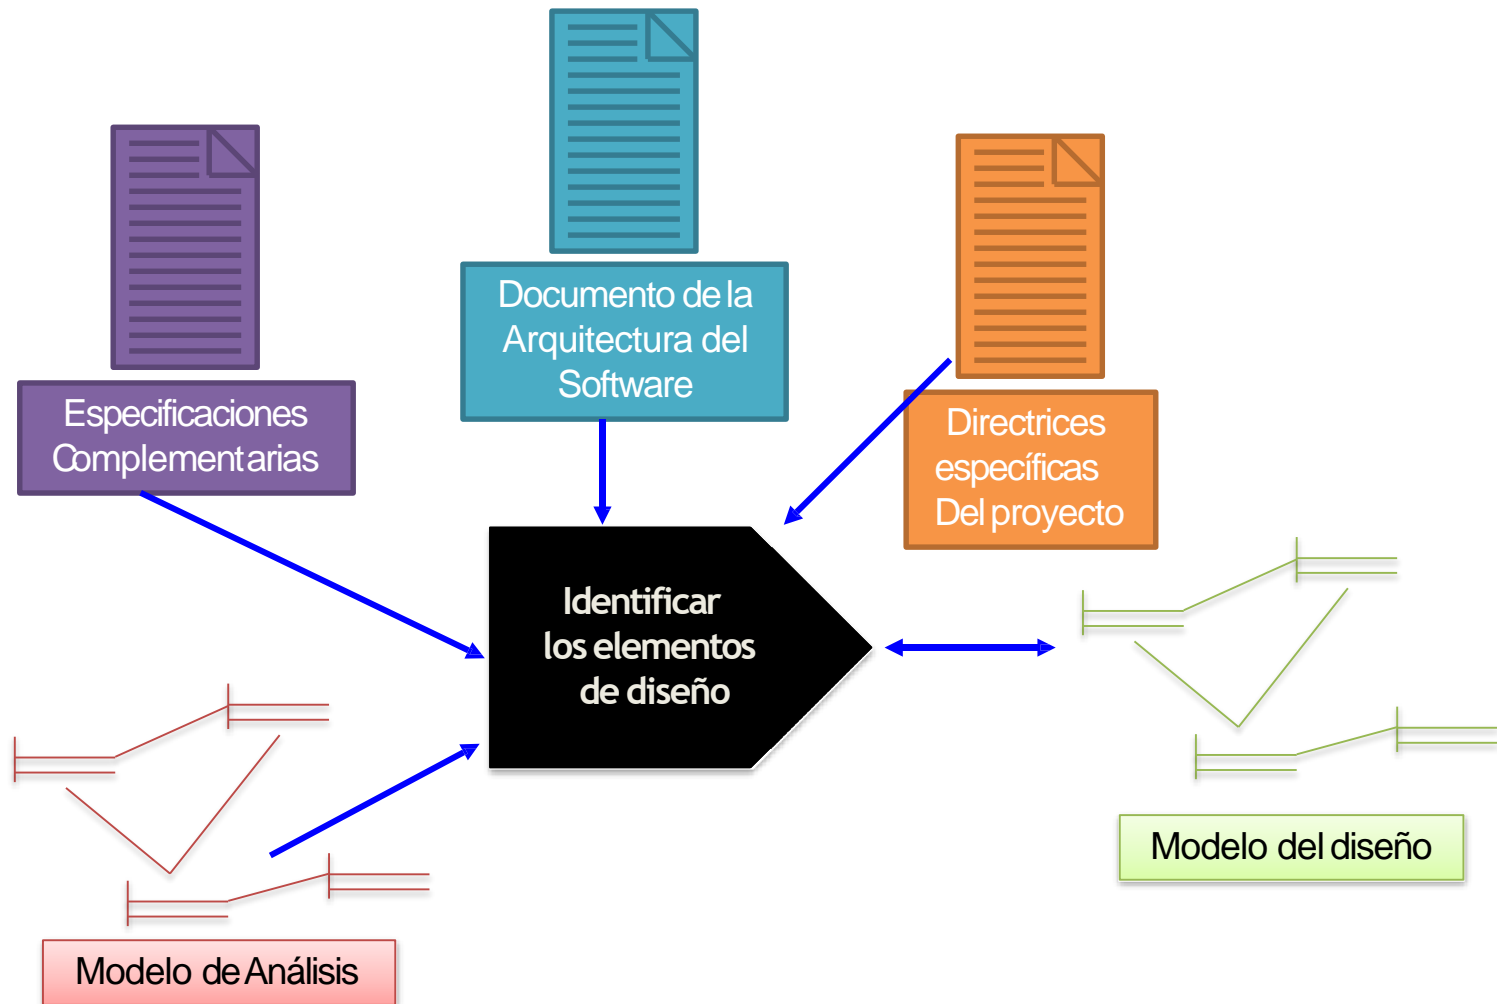 Documento de la
Arquitectura del
Software
Especificaciones
Complementarias
Directrices
específicas
Del proyecto
Identificar
los elementos
de diseño
Modelo del diseño
Modelo de Análisis